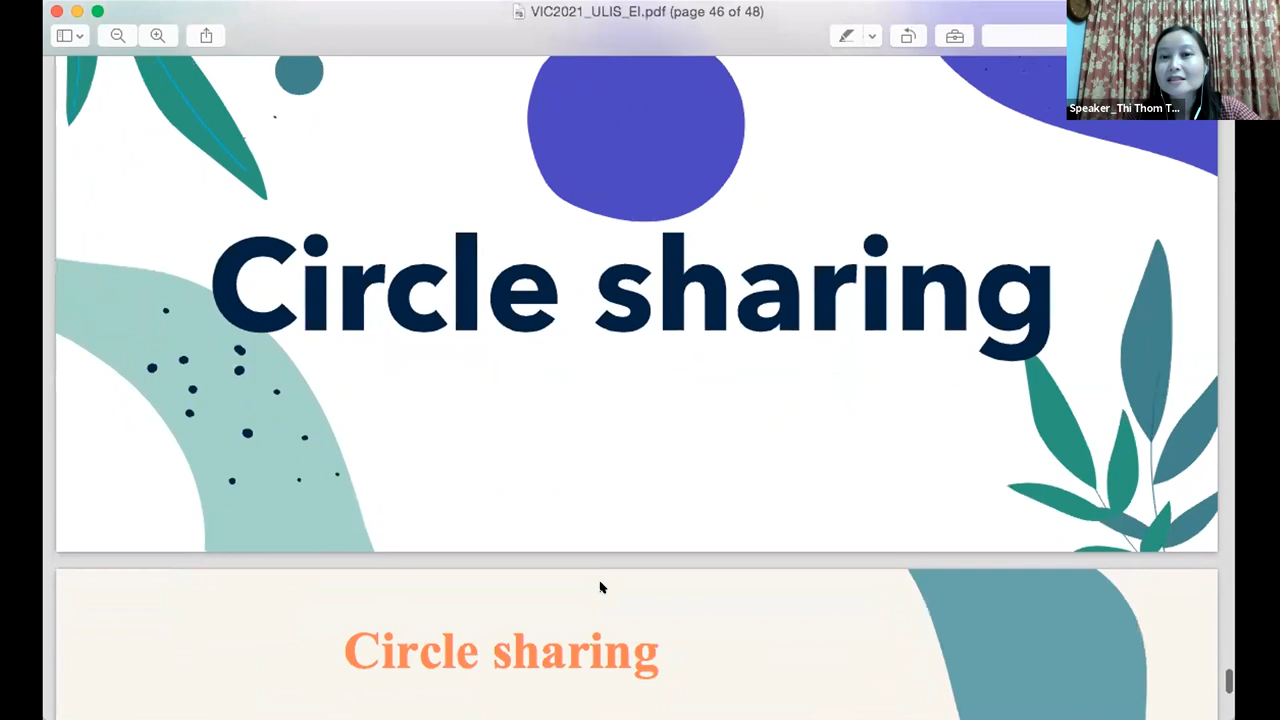 VIC2021_ULIS_EI.pdf (page 46 of 48)
Speaker_Thi Thom T...
Circle sharing
Circle sharing